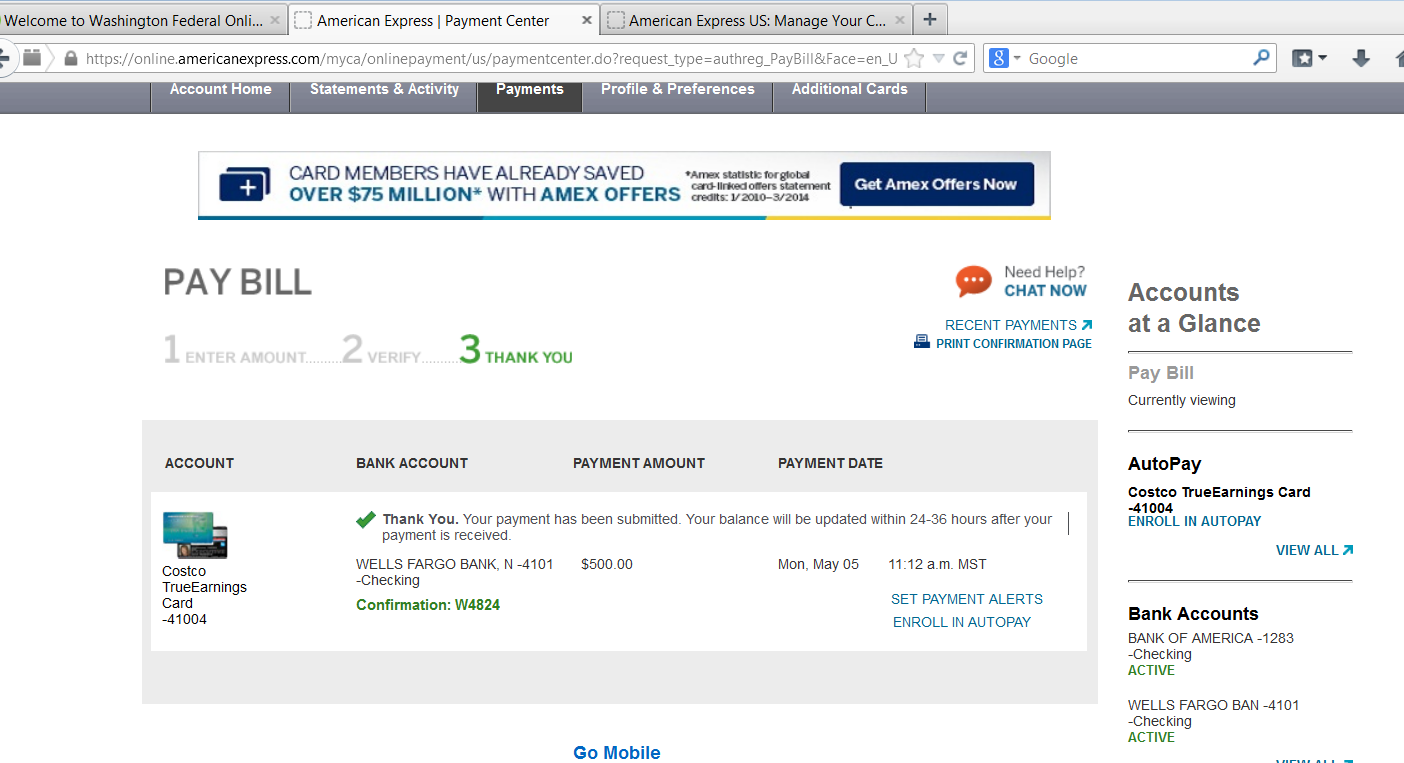 Welcome to Washington Federal Onli...
American Express | Payment Center
American Express US: Manage Your C...
https://online.americanexpress.com/myca/onlinepayment/us/paymentcenter.do?request_type=authreg_PayBill&Face=en_U
Google
Account Home
Statements & Activity
Payments
Profile & Preferences
Additional Cards
CARD MEMBERS HAVE ALREADY SAVED
OVER $75 MILLION* WITH AMEX OFFERS
*Amex statistic for global
card-linked offers statement
credits: 1/2010–3/2014
Get Amex Offers Now
PAY BILL
Need Help?
CHAT NOW
RECENT PAYMENTS
PRINT CONFIRMATION PAGE
1 ENTER AMOUNT.........2 VERIFY.........3 THANK YOU
ACCOUNT BANK ACCOUNT PAYMENT AMOUNT PAYMENT DATE
Thank You. Your payment has been submitted. Your balance will be updated within 24-36 hours after your
payment is received.
Costco
TrueEarnings
Card
-41004
WELLS FARGO BANK, N -4101
-Checking
Confirmation: W4824
$500.00
Mon, May 05
11:12 a.m. MST
SET PAYMENT ALERTS
ENROLL IN AUTOPAY
Go Mobile
Accounts
at a Glance
Pay Bill
Currently viewing
AutoPay
Costco TrueEarnings Card
-41004
ENROLL IN AUTOPAY
VIEW ALL
Bank Accounts
BANK OF AMERICA -1283
-Checking
ACTIVE
WELLS FARGO BAN -4101
-Checking
ACTIVE
VIEW ALL